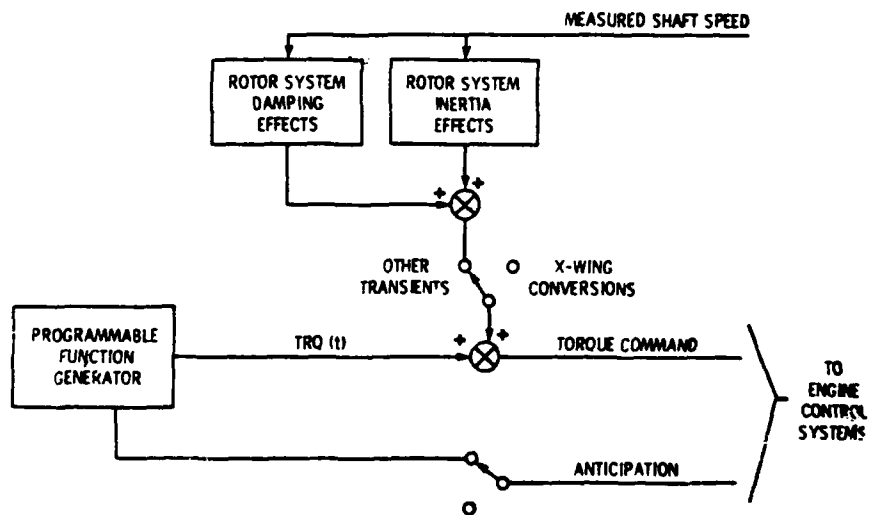 MEASURED SHAFT SPEED
ROTOR SYSTEM
DAMPING
EFFECTS
ROTOR SYSTEM
INERTIA
EFFECTS
+
+
OTHER
TRANSIENTS
X-WING
CONVERSIONS
PROGRAMMABLE
FUNCTION
GENERATOR
TRQ (t)
+
+
TORQUE COMMAND
TO
ENGINE
CONTROL
SYSTEMS
ANTICIPATION